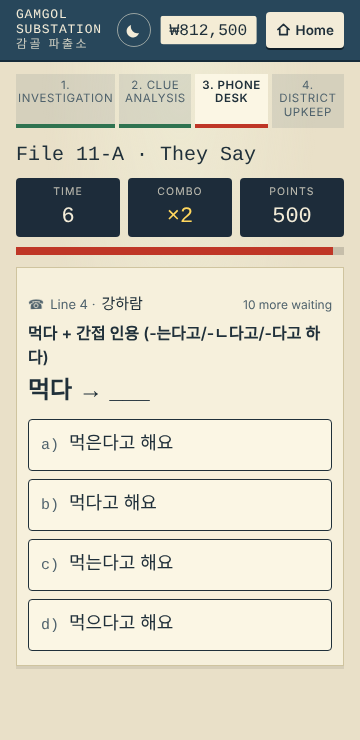 GAMGOL
SUBSTATION
감골 파출소
₩812,500
Home
1. INVESTIGATION
2. CLUE ANALYSIS
3. PHONE DESK
4. DISTRICT UPKEEP
File 11-A · They Say
TIME
6
COMBO
×2
POINTS
500
☎ Line 4 · 강하람
10 more waiting
먹다 + 간접 인용 (-는다고/-ㄴ다고/-다고 하
다)
먹다 → ___
a) 먹은다고 해요
b) 먹다고 해요
c) 먹는다고 해요
d) 먹으다고 해요